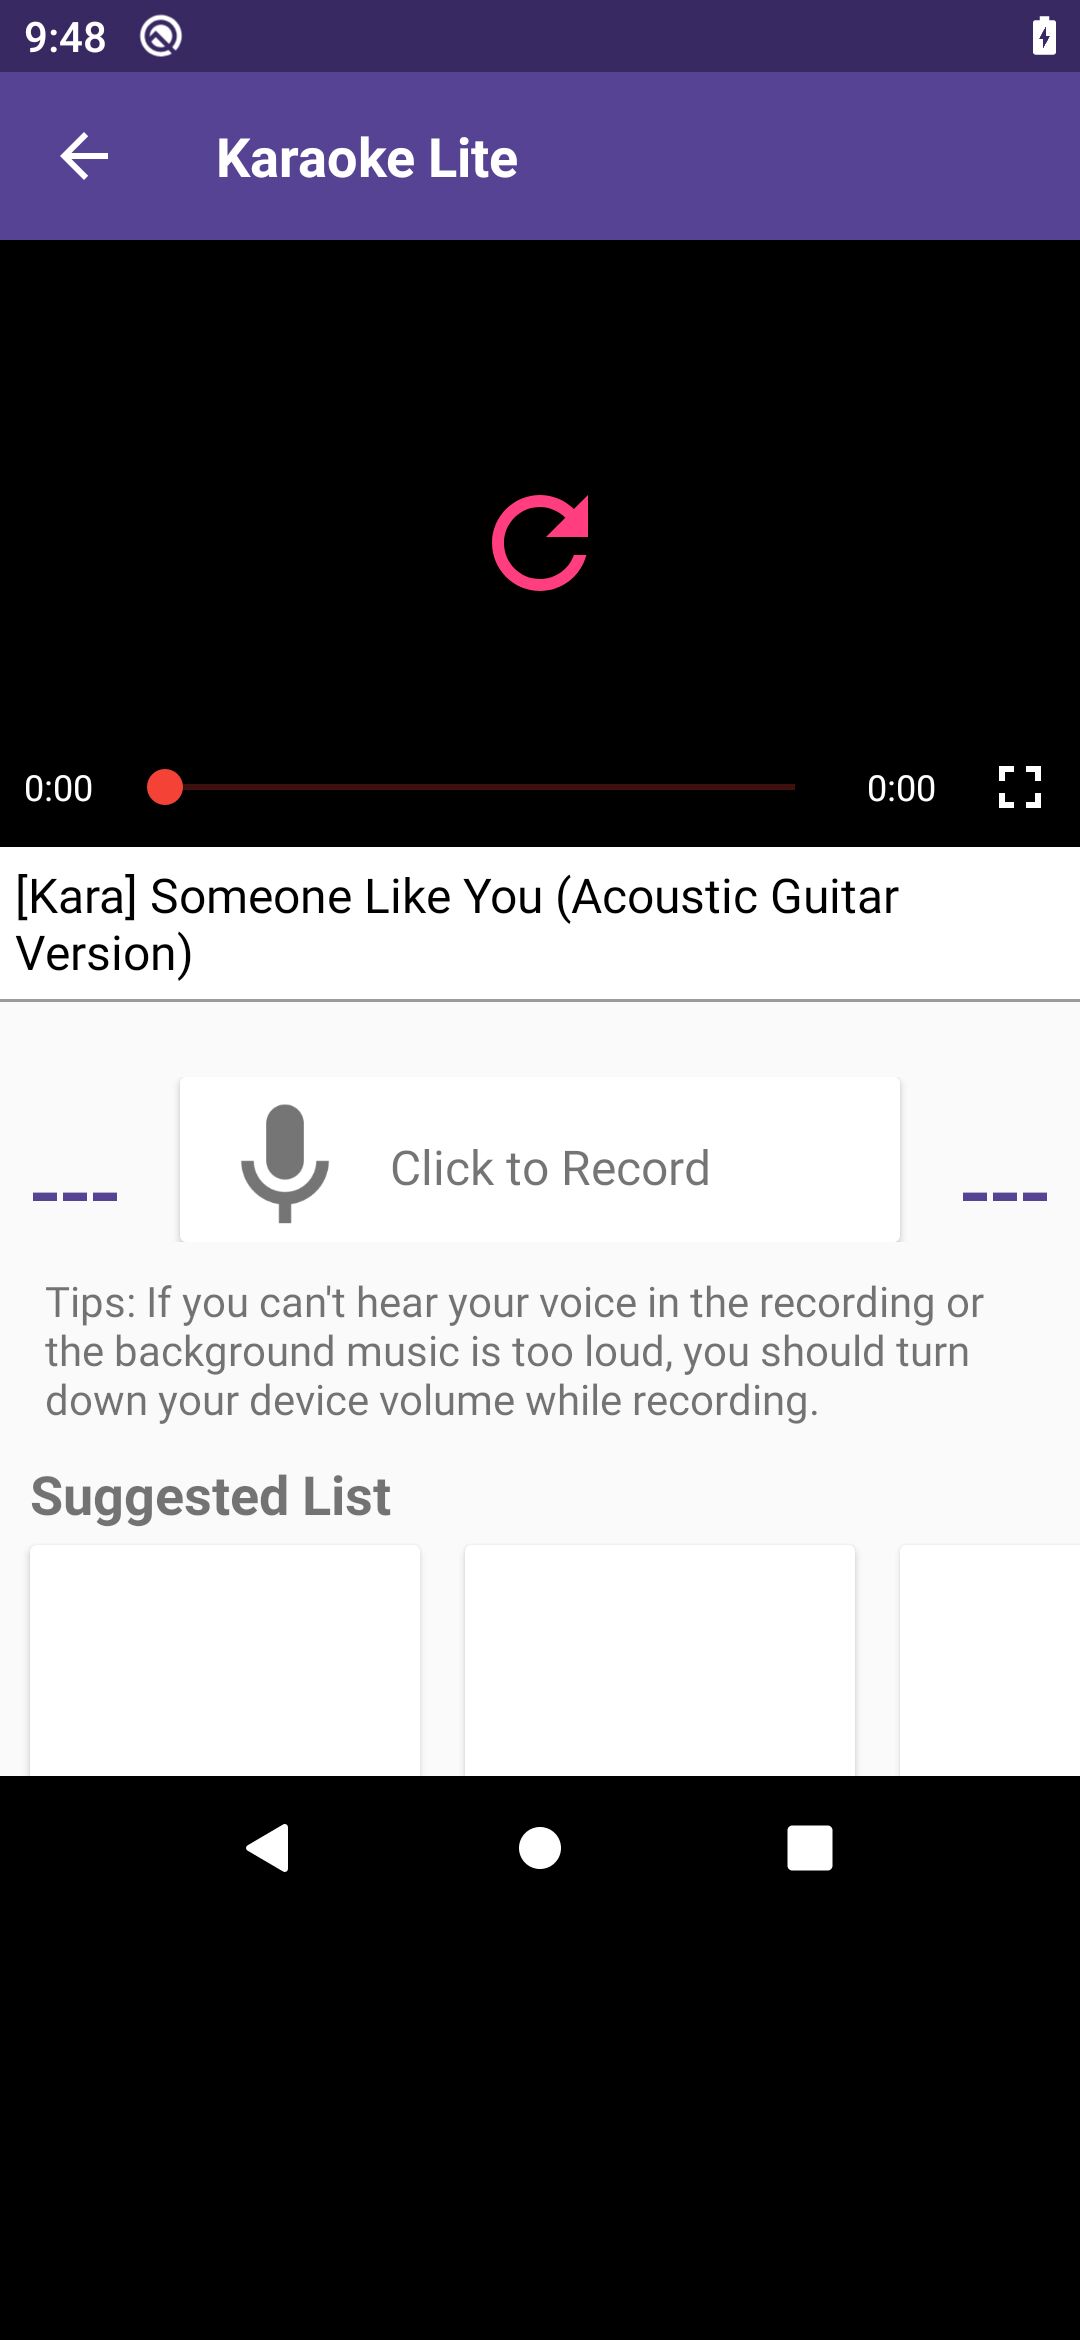 9:48
Karaoke Lite
0:00
0:00
[Kara] Someone Like You (Acoustic Guitar
Version)
---
Click to Record
---
Tips: If you can't hear your voice in the recording or
the background music is too loud, you should turn
down your device volume while recording.
Suggested List